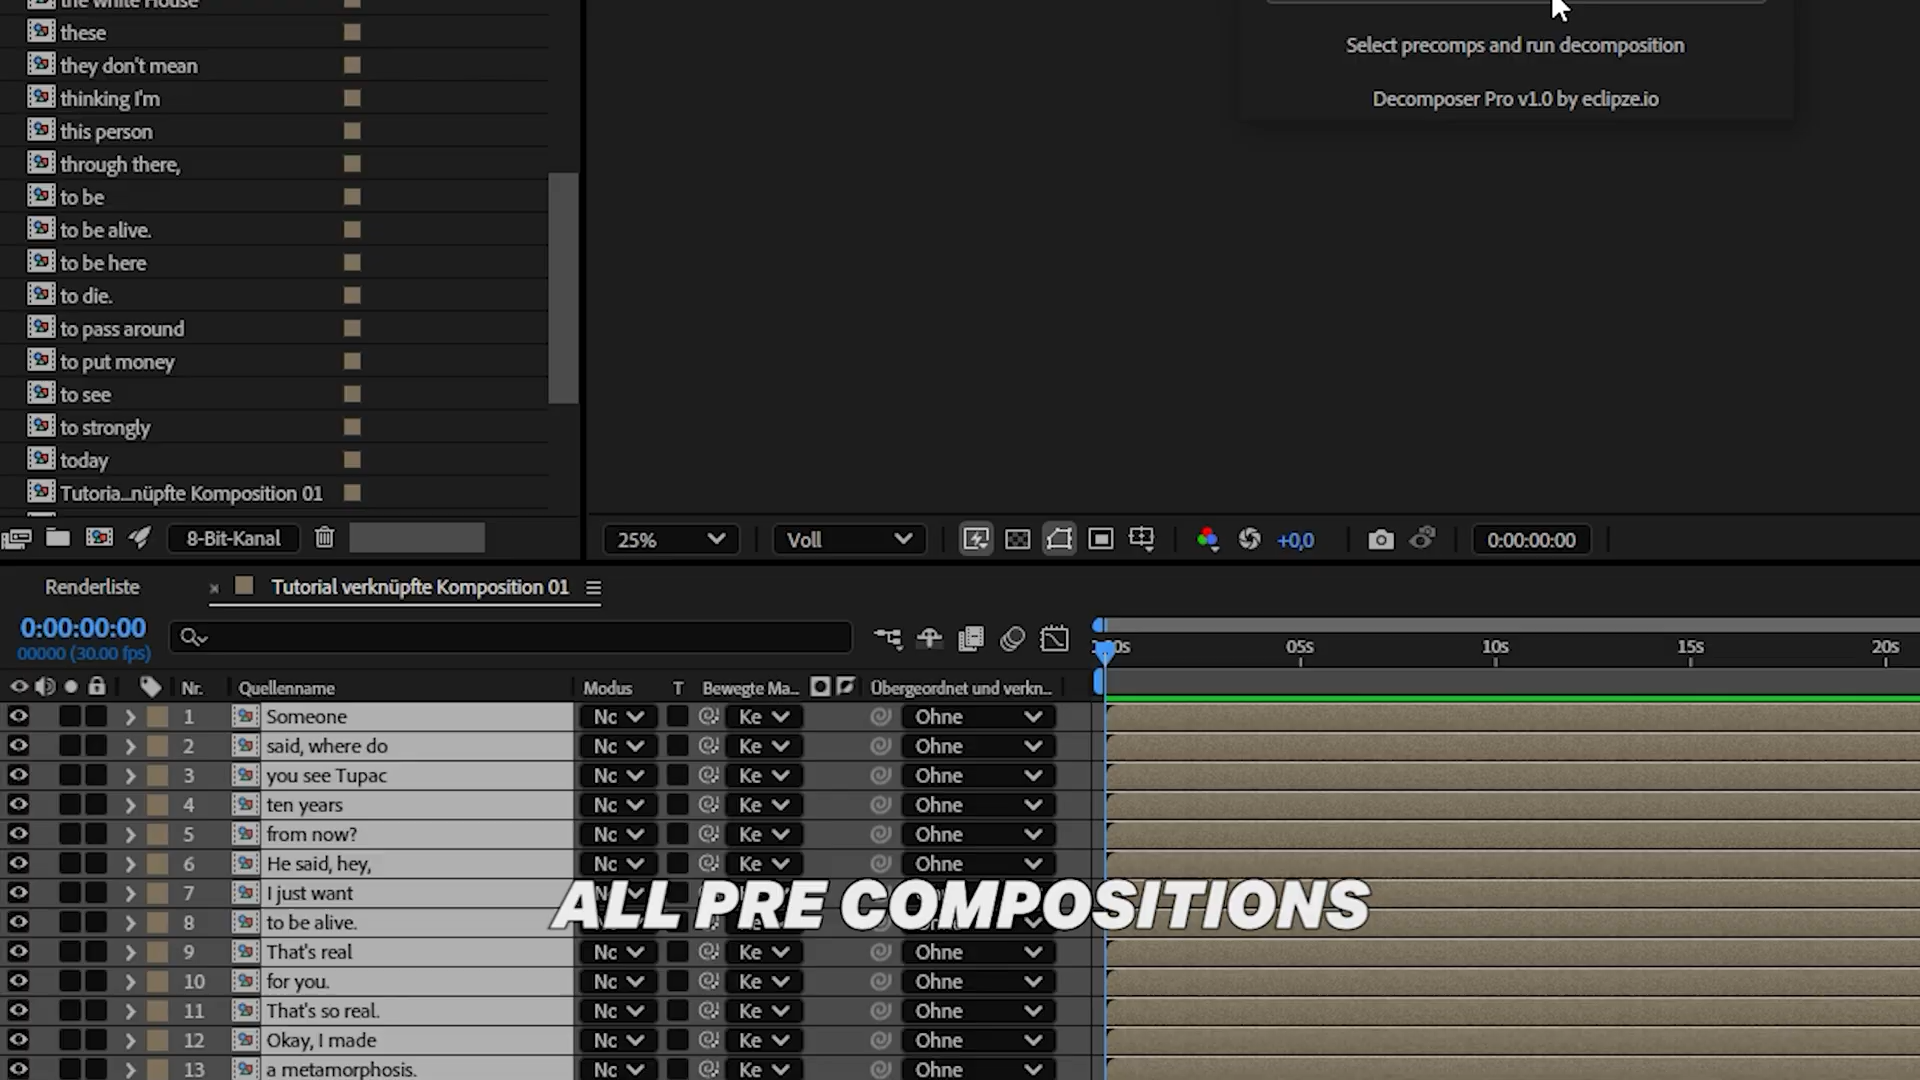 the white House
these
they don't mean
thinking I'm
this person
through there,
to be
to be alive.
to be here
to die.
to pass around
to put money
to see
to strongly
today
Tutoria...nüpfte Komposition 01
8-Bit-Kanal
Select precomps and run decomposition
Decomposer Pro v1.0 by eclipze.io
25%
Voll
+0,0
0:00:00:00
Renderliste
Tutorial verknüpfte Komposition 01
0:00:00:00
00000 (30.00 fps)
05s 10s 15s 20s
Nr. Quellenname Modus T Bewegte Ma... Übergeordnet und verkn...
1 Someone Nc Ke Ohne
2 said, where do Nc Ke Ohne
3 you see Tupac Nc Ke Ohne
4 ten years Nc Ke Ohne
5 from now? Nc Ke Ohne
6 He said, hey, Nc Ke Ohne
7 I just want
ALL PRE COMPOSITIONS
8 to be alive.
9 That's real Nc Ke Ohne
10 for you. Nc Ke Ohne
11 That's so real. Nc Ke Ohne
12 Okay, I made Nc Ke Ohne
13 a metamorphosis. Nc Ke Ohne